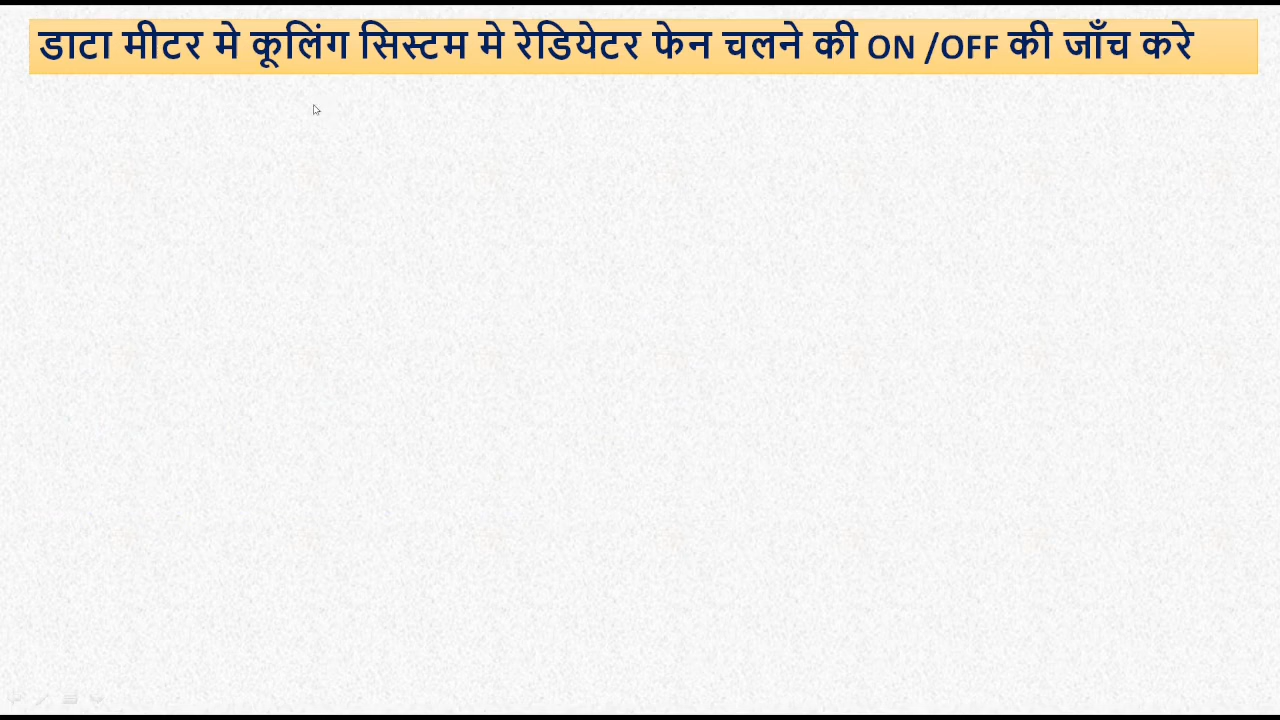 डाटा मीटर मे कूलिंग सिस्टम मे रेडियेटर फेन चलने की ON /OFF की जाँच करे